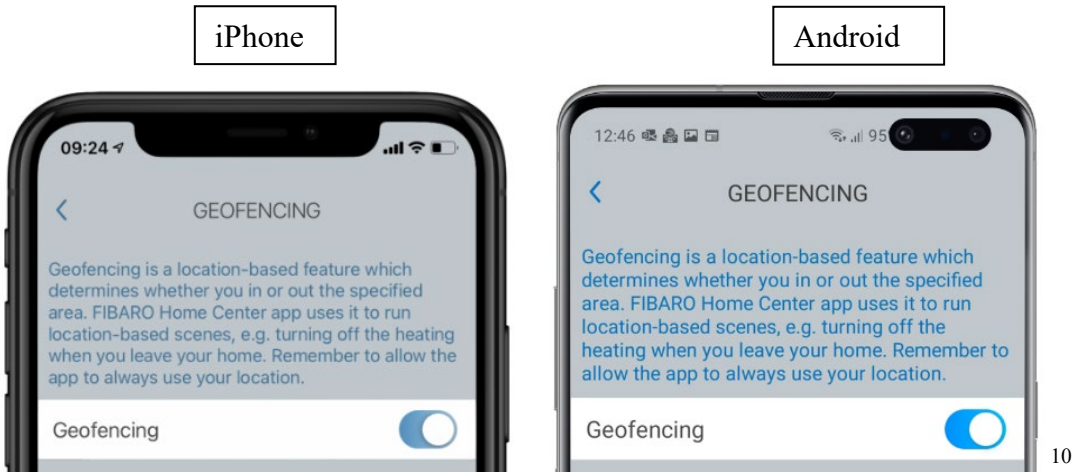 iPhone
Android
09:24
GEOFENCING
Geofencing is a location-based feature which
determines whether you in or out the specified
area. FIBARO Home Center app uses it to run
location-based scenes, e.g. turning off the heating
when you leave your home. Remember to allow the
app to always use your location.
Geofencing
12:46
95
GEOFENCING
Geofencing is a location-based feature which
determines whether you in or out the specified
area. FIBARO Home Center app uses it to run
location-based scenes, e.g. turning off the
heating when you leave your home. Remember to
allow the app to always use your location.
Geofencing
10